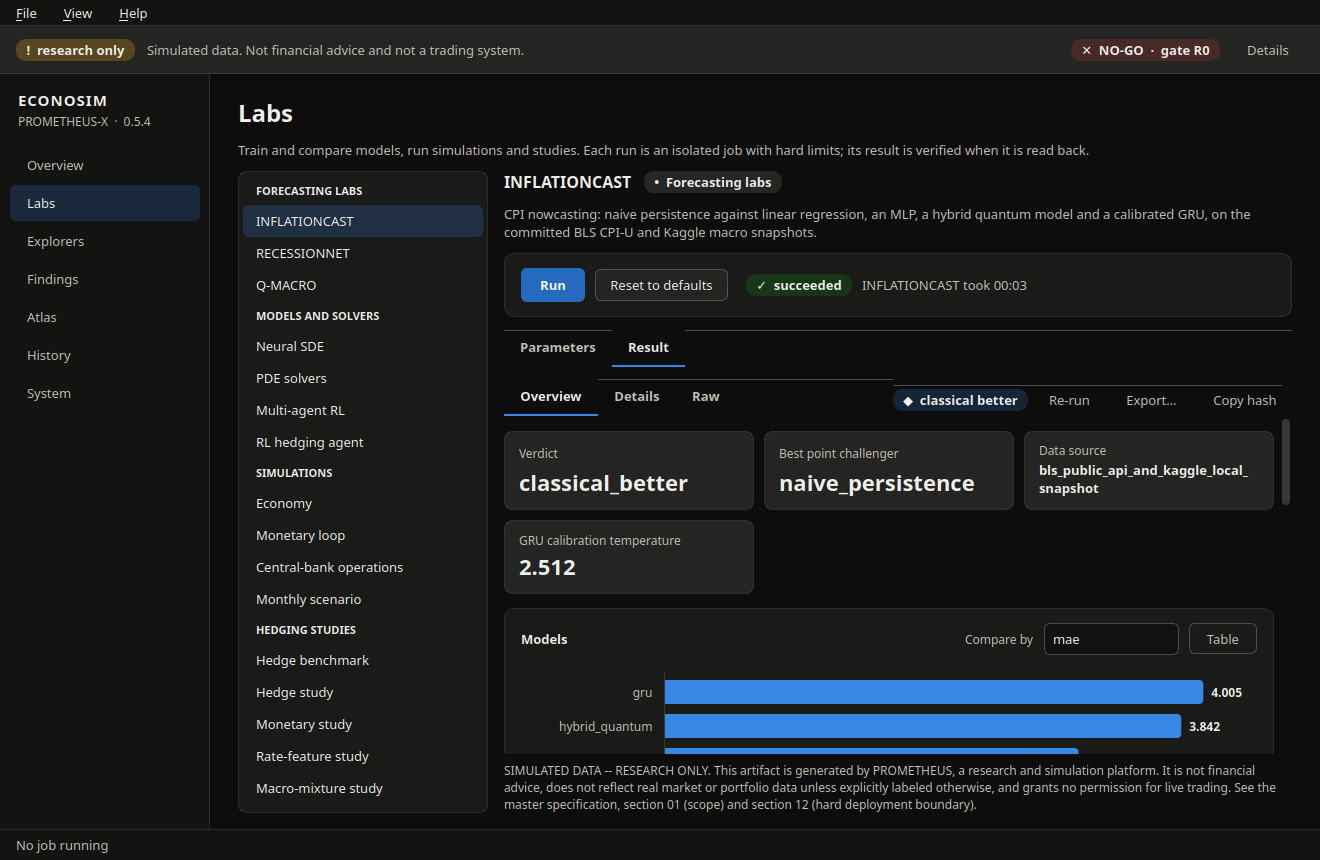 File View Help
! research only Simulated data. Not financial advice and not a trading system. ✕ NO-GO · gate R0 Details
ECONOSIM
PROMETHEUS-X · 0.5.4
Overview
Labs
Explorers
Findings
Atlas
History
System
Labs
Train and compare models, run simulations and studies. Each run is an isolated job with hard limits; its result is verified when it is read back.
FORECASTING LABS
INFLATIONCAST
RECESSIONNET
Q-MACRO
MODELS AND SOLVERS
Neural SDE
PDE solvers
Multi-agent RL
RL hedging agent
SIMULATIONS
Economy
Monetary loop
Central-bank operations
Monthly scenario
HEDGING STUDIES
Hedge benchmark
Hedge study
Monetary study
Rate-feature study
Macro-mixture study
INFLATIONCAST • Forecasting labs
CPI nowcasting: naive persistence against linear regression, an MLP, a hybrid quantum model and a calibrated GRU, on the
committed BLS CPI-U and Kaggle macro snapshots.
Run Reset to defaults ✓ succeeded INFLATIONCAST took 00:03
Parameters Result
Overview Details Raw ◆ classical better Re-run Export... Copy hash
Verdict
classical_better
Best point challenger
naive_persistence
Data source
bls_public_api_and_kaggle_local_
snapshot
GRU calibration temperature
2.512
Models Compare by mae Table
gru 4.005
hybrid_quantum 3.842
SIMULATED DATA -- RESEARCH ONLY. This artifact is generated by PROMETHEUS, a research and simulation platform. It is not financial
advice, does not reflect real market or portfolio data unless explicitly labeled otherwise, and grants no permission for live trading. See the
master specification, section 01 (scope) and section 12 (hard deployment boundary).
No job running